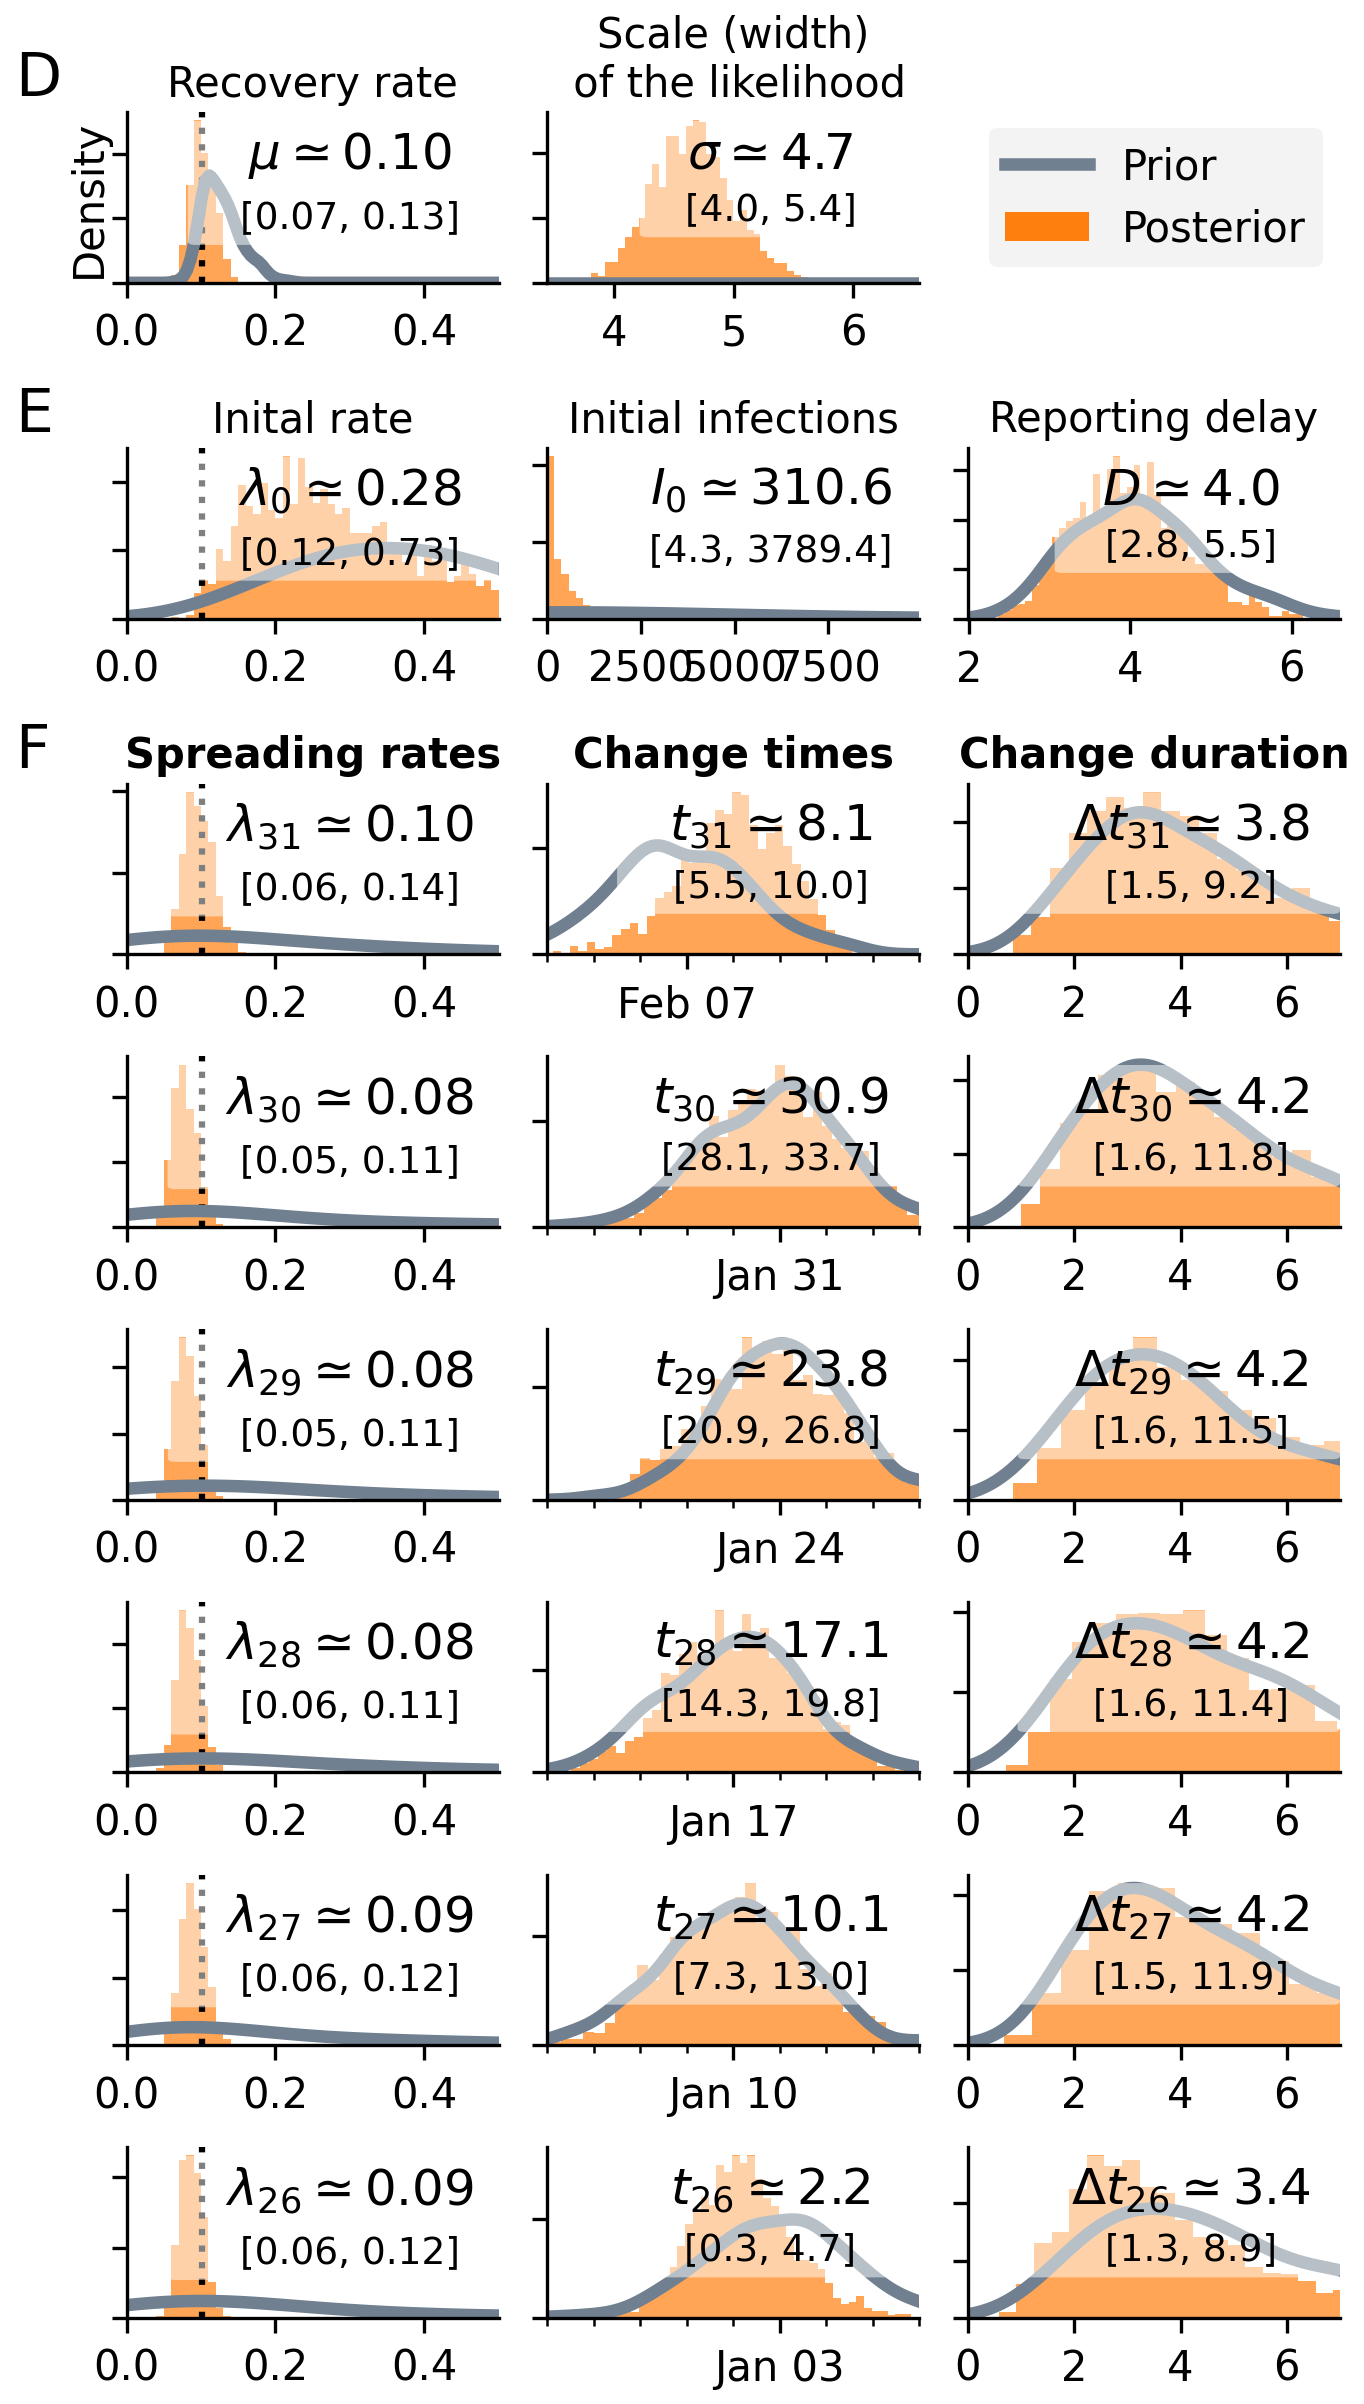 D
Recovery rate
Scale (width)
of the likelihood
Density
μ ≃ 0.10
[0.07, 0.13]
0.0 0.2 0.4
σ ≃ 4.7
[4.0, 5.4]
4 5 6
Prior
Posterior
E
Inital rate
λ0 ≃ 0.28
[0.12, 0.73]
0.0 0.2 0.4
Initial infections
I0 ≃ 310.6
[4.3, 3789.4]
0 2500 5000 7500
Reporting delay
D ≃ 4.0
[2.8, 5.5]
2 4 6
F
Spreading rates
Change times
Change duration
λ31 ≃ 0.10
[0.06, 0.14]
0.0 0.2 0.4
t31 ≃ 8.1
[5.5, 10.0]
Feb 07
Δt31 ≃ 3.8
[1.5, 9.2]
0 2 4 6
λ30 ≃ 0.08
[0.05, 0.11]
0.0 0.2 0.4
t30 ≃ 30.9
[28.1, 33.7]
Jan 31
Δt30 ≃ 4.2
[1.6, 11.8]
0 2 4 6
λ29 ≃ 0.08
[0.05, 0.11]
0.0 0.2 0.4
t29 ≃ 23.8
[20.9, 26.8]
Jan 24
Δt29 ≃ 4.2
[1.6, 11.5]
0 2 4 6
λ28 ≃ 0.08
[0.06, 0.11]
0.0 0.2 0.4
t28 ≃ 17.1
[14.3, 19.8]
Jan 17
Δt28 ≃ 4.2
[1.6, 11.4]
0 2 4 6
λ27 ≃ 0.09
[0.06, 0.12]
0.0 0.2 0.4
t27 ≃ 10.1
[7.3, 13.0]
Jan 10
Δt27 ≃ 4.2
[1.5, 11.9]
0 2 4 6
λ26 ≃ 0.09
[0.06, 0.12]
0.0 0.2 0.4
t26 ≃ 2.2
[0.3, 4.7]
Jan 03
Δt26 ≃ 3.4
[1.3, 8.9]
0 2 4 6